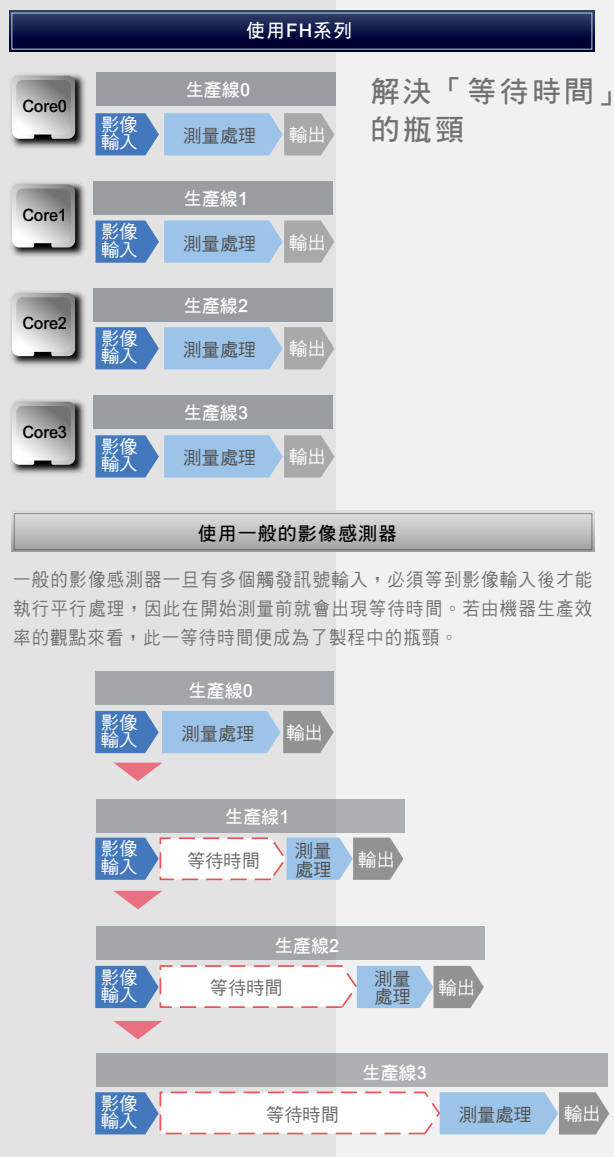 使用FH系列
解決「等待時間」
的瓶頸
Core0
生產線0
影像
輸入
測量處理
輸出
Core1
生產線1
影像
輸入
測量處理
輸出
Core2
生產線2
影像
輸入
測量處理
輸出
Core3
生產線3
影像
輸入
測量處理
輸出
使用一般的影像感測器
一般的影像感測器一旦有多個觸發訊號輸入，必須等到影像輸入後才能
執行平行處理，因此在開始測量前就會出現等待時間。若由機器生產效
率的觀點來看，此一等待時間便成為了製程中的瓶頸。
生產線0
影像
輸入
測量處理
輸出
生產線1
影像
輸入
等待時間
測量
處理
輸出
生產線2
影像
輸入
等待時間
測量
處理
輸出
生產線3
影像
輸入
等待時間
測量處理
輸出